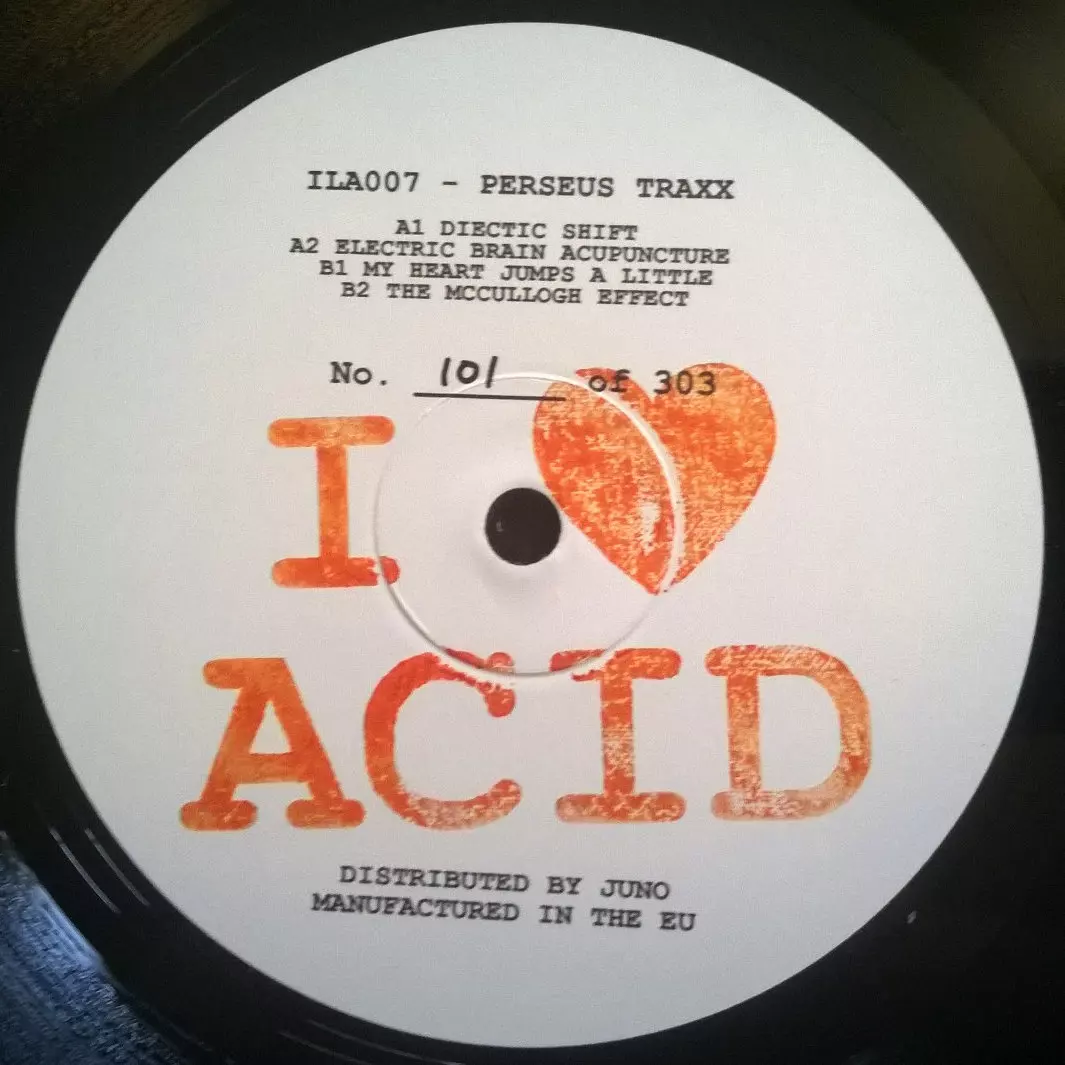 ILA007 - PERSEUS TRAXX
A1 DIECTIC SHIFT
A2 ELECTRIC BRAIN ACUPUNCTURE
B1 MY HEART JUMPS A LITTLE
B2 THE MCCULLOGH EFFECT
No. 101 of 303
I
ACID
DISTRIBUTED BY JUNO
MANUFACTURED IN THE EU